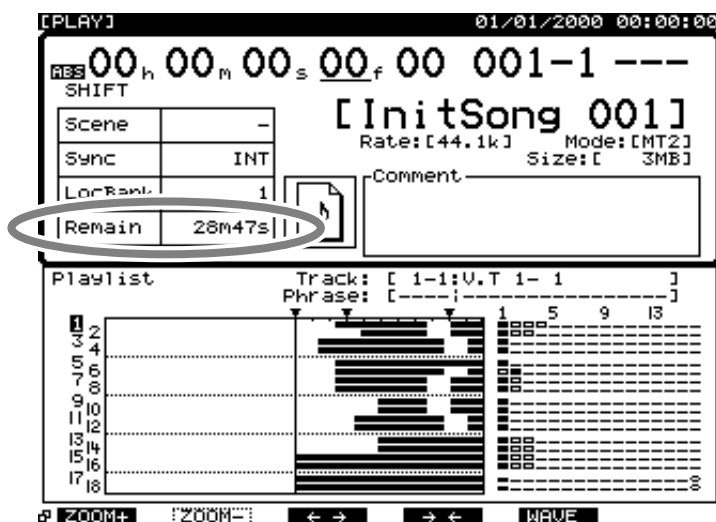 [PLAY] 01/01/2000 00:00:00
ABS 00h 00m 00s 00f 00 001-1 ---
SHIFT
[InitSong 001]
Scene -
Rate:[44.1k] Mode:[MT2]
Sync INT
Size:[ 3MB]
LocBank 1
Comment
Remain 28m47s
Playlist Track: [ 1-1:V.T 1- 1 ]
Phrase: [----¦--------------------]
1 5 9 13
1
2
3
4
5
6
7
8
9
10
11
12
13
14
15
16
17
18
ZOOM+ ZOOM- ← → → ← WAVE